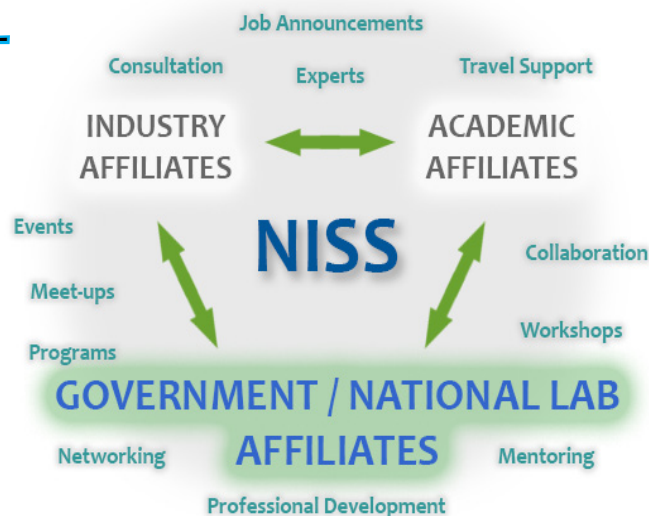 Job Announcements
Consultation
Experts
Travel Support
INDUSTRY
AFFILIATES
ACADEMIC
AFFILIATES
Events
NISS
Collaboration
Meet-ups
Workshops
Programs
GOVERNMENT / NATIONAL LAB
AFFILIATES
Networking
Mentoring
Professional Development